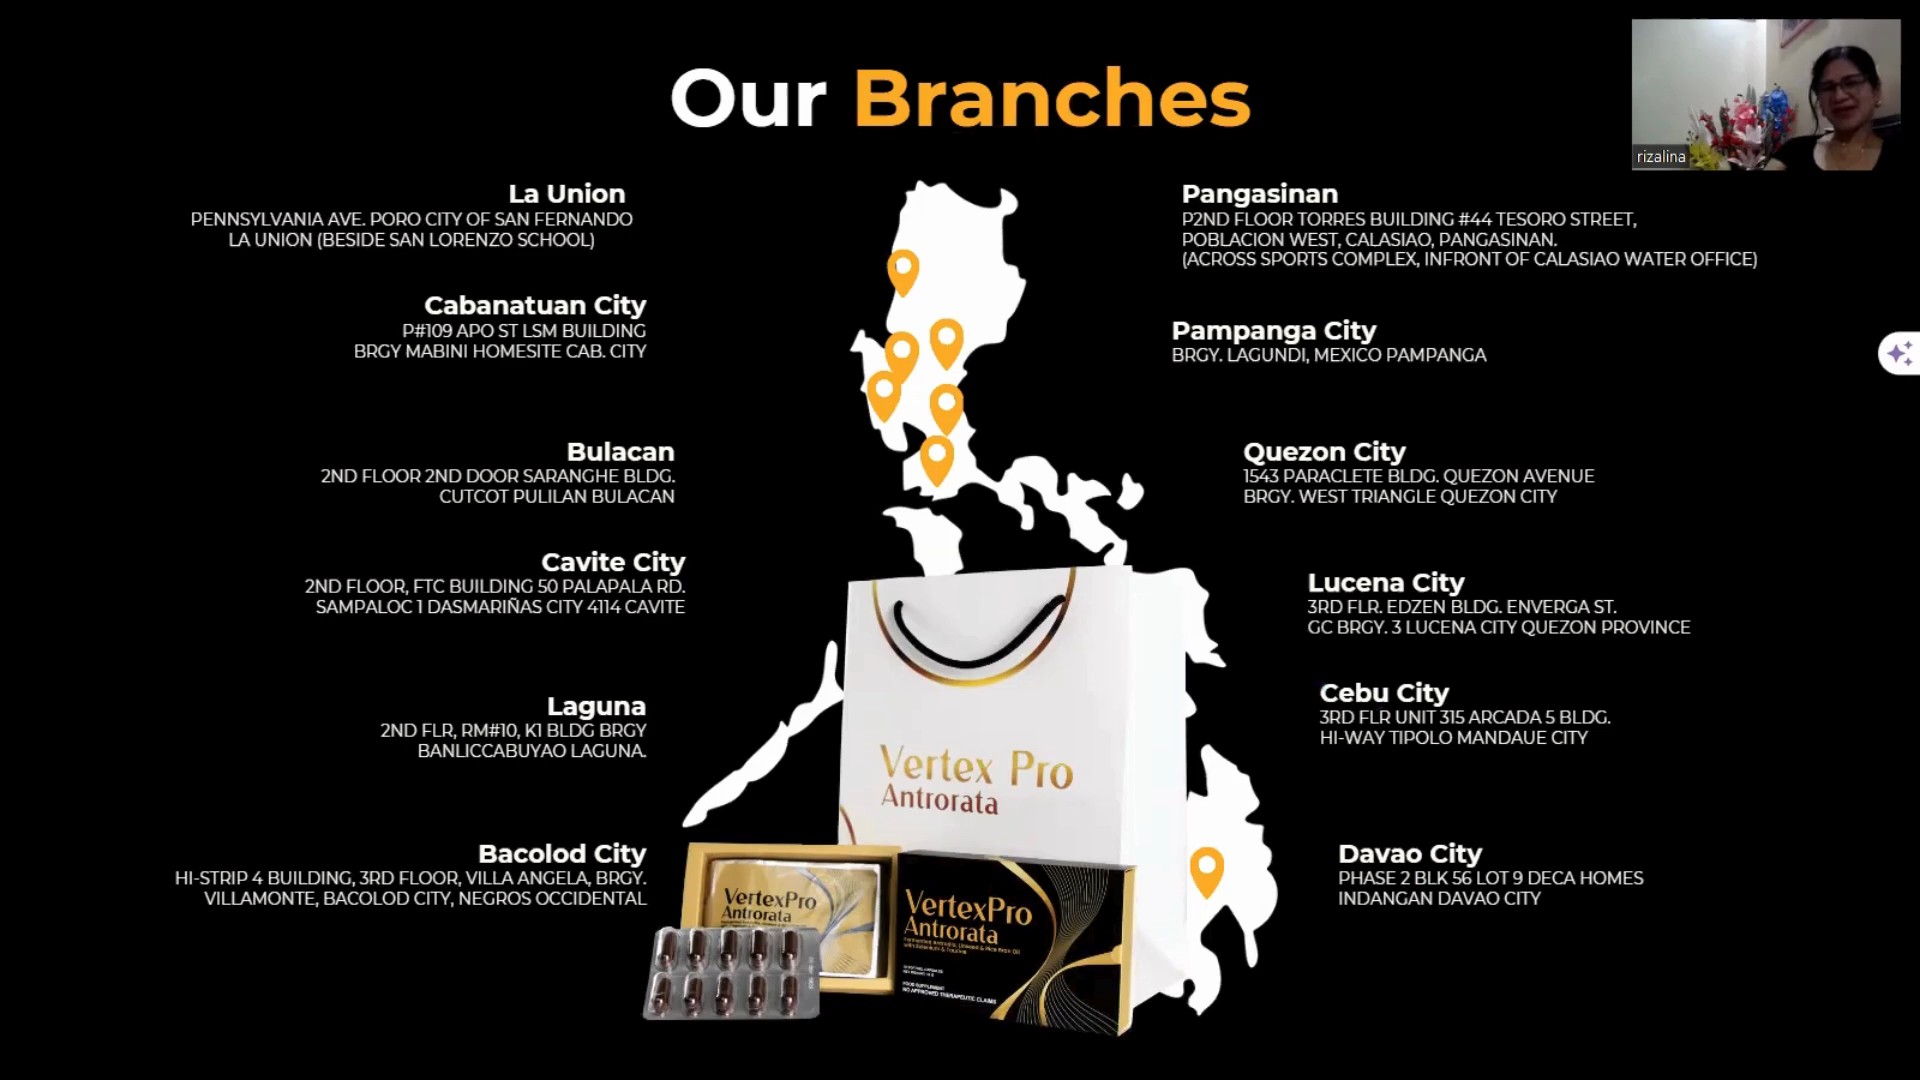 Our Branches
rizalina
La Union
PENNSYLVANIA AVE. PORO CITY OF SAN FERNANDO
LA UNION (BESIDE SAN LORENZO SCHOOL)
Cabanatuan City
P#109 APO ST LSM BUILDING
BRGY MABINI HOMESITE CAB. CITY
Bulacan
2ND FLOOR 2ND DOOR SARANGHE BLDG.
CUTCOT PULILAN BULACAN
Cavite City
2ND FLOOR, FTC BUILDING 50 PALAPALA RD.
SAMPALOC 1 DASMARIÑAS CITY 4114 CAVITE
Laguna
2ND FLR, RM#10, K1 BLDG BRGY
BANLICCABUYAO LAGUNA.
Bacolod City
HI-STRIP 4 BUILDING, 3RD FLOOR, VILLA ANGELA, BRGY.
VILLAMONTE, BACOLOD CITY, NEGROS OCCIDENTAL
Pangasinan
P2ND FLOOR TORRES BUILDING #44 TESORO STREET,
POBLACION WEST, CALASIAO, PANGASINAN.
(ACROSS SPORTS COMPLEX, INFRONT OF CALASIAO WATER OFFICE)
Pampanga City
BRGY. LAGUNDI, MEXICO PAMPANGA
Quezon City
1543 PARACLETE BLDG. QUEZON AVENUE
BRGY. WEST TRIANGLE QUEZON CITY
Lucena City
3RD FLR. EDZEN BLDG. ENVERGA ST.
GC BRGY. 3 LUCENA CITY QUEZON PROVINCE
Cebu City
3RD FLR UNIT 315 ARCADA 5 BLDG.
HI-WAY TIPOLO MANDAUE CITY
Davao City
PHASE 2 BLK 56 LOT 9 DECA HOMES
INDANGAN DAVAO CITY
Vertex Pro
Antrorata
VertexPro
Antrorata
VertexPro
Antrorata
FOOD SUPPLEMENT
NO APPROVED THERAPEUTIC CLAIMS